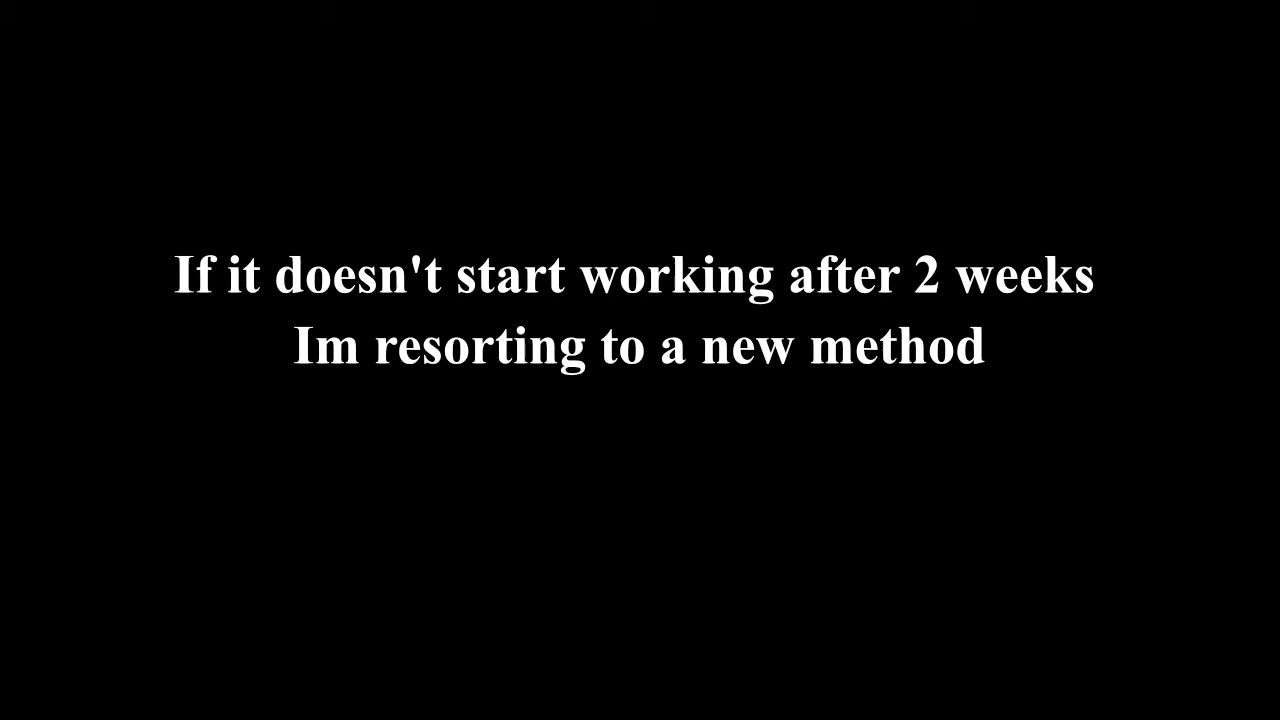 If it doesn't start working after 2 weeks
Im resorting to a new method